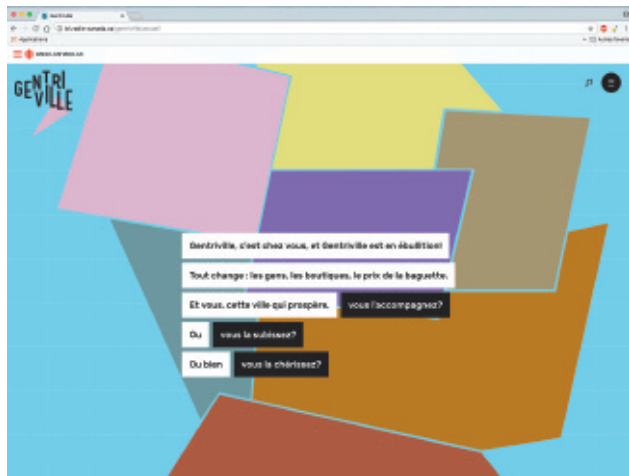 Gentriville
Applications
GENTRI
VILLE
Gentriville, c'est chez vous, et Gentriville est en ébullition!
Tout change : les gens, les boutiques, le prix de la baguette.
Et vous, cette ville qui prospère, vous l'accompagnez?
Ou vous la subissez?
Ou bien vous la chérissez?